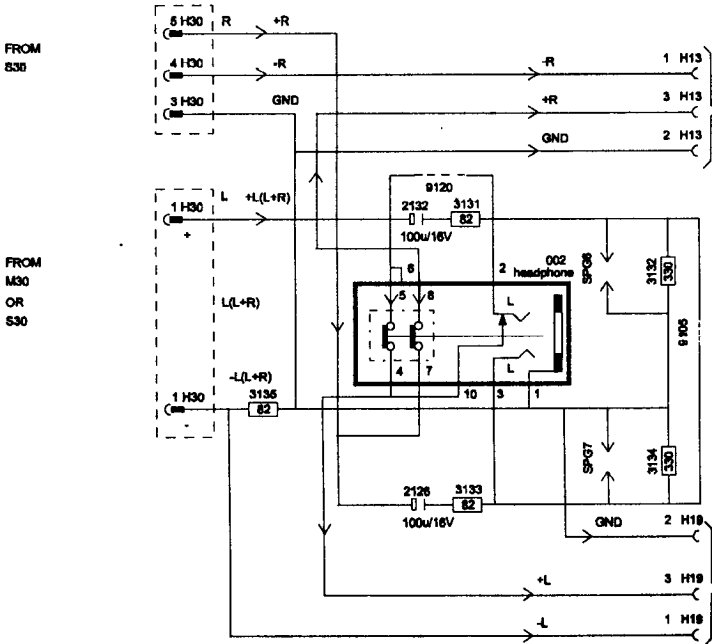 5 H30 R +R
FROM
S30
4 H30 -R
-R 1 H13
3 H30 GND
+R 3 H13
GND 2 H13
9120
1 H30 L +L(L+R)
+
2132 3131
82
100u/16V
002
headphone
2
6
5 8
SPG6
3132
330
9105
FROM
M30
OR
S30
L(L+R)
L
L
4 7
10 3 1
-L(L+R)
1 H30
-
3135
82
SPG7
3134
330
2126 3133
82
100u/16V
GND 2 H19
+L 3 H19
-L 1 H19